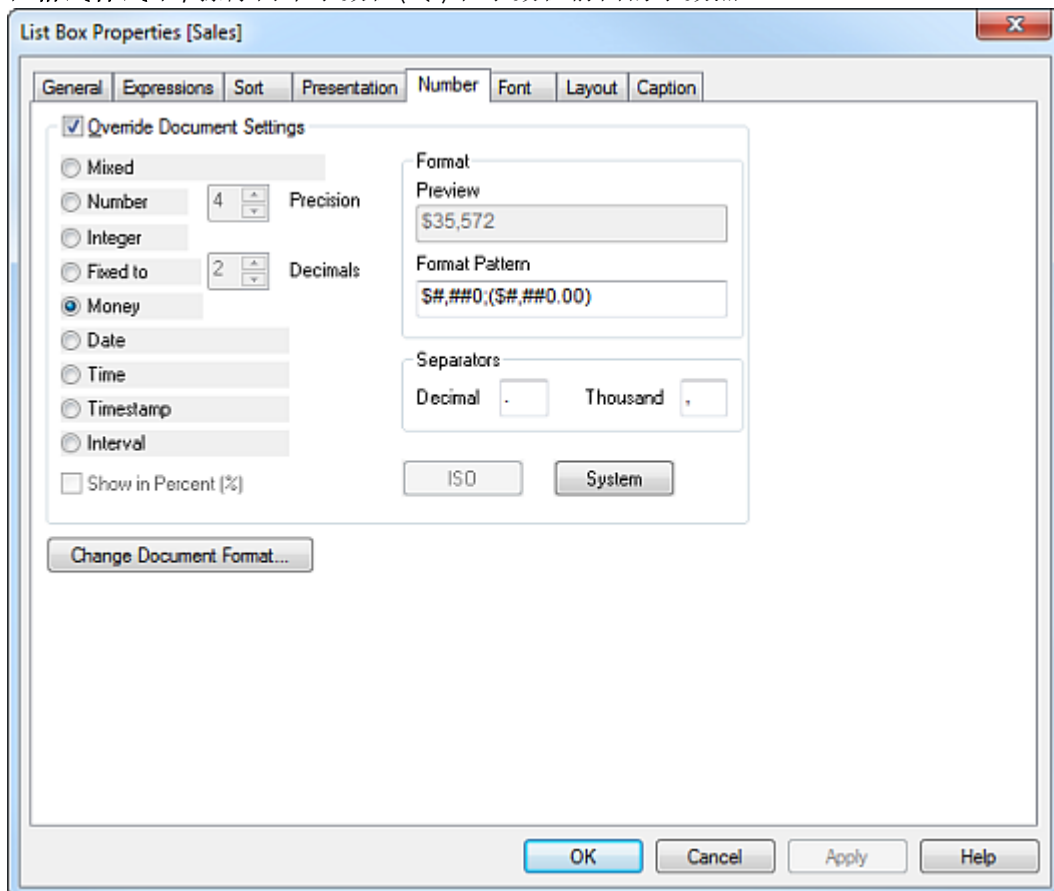 List Box Properties [Sales]
General Expressions Sort Presentation Number Font Layout Caption
Override Document Settings
Mixed
Number 4 Precision
Integer
Fixed to 2 Decimals
Money
Date
Time
Timestamp
Interval
Show in Percent (%)
Format
Preview
$35,572
Format Pattern
$#,##0;($#,##0.00)
Separators
Decimal . Thousand ,
ISO System
Change Document Format...
OK Cancel Apply Help